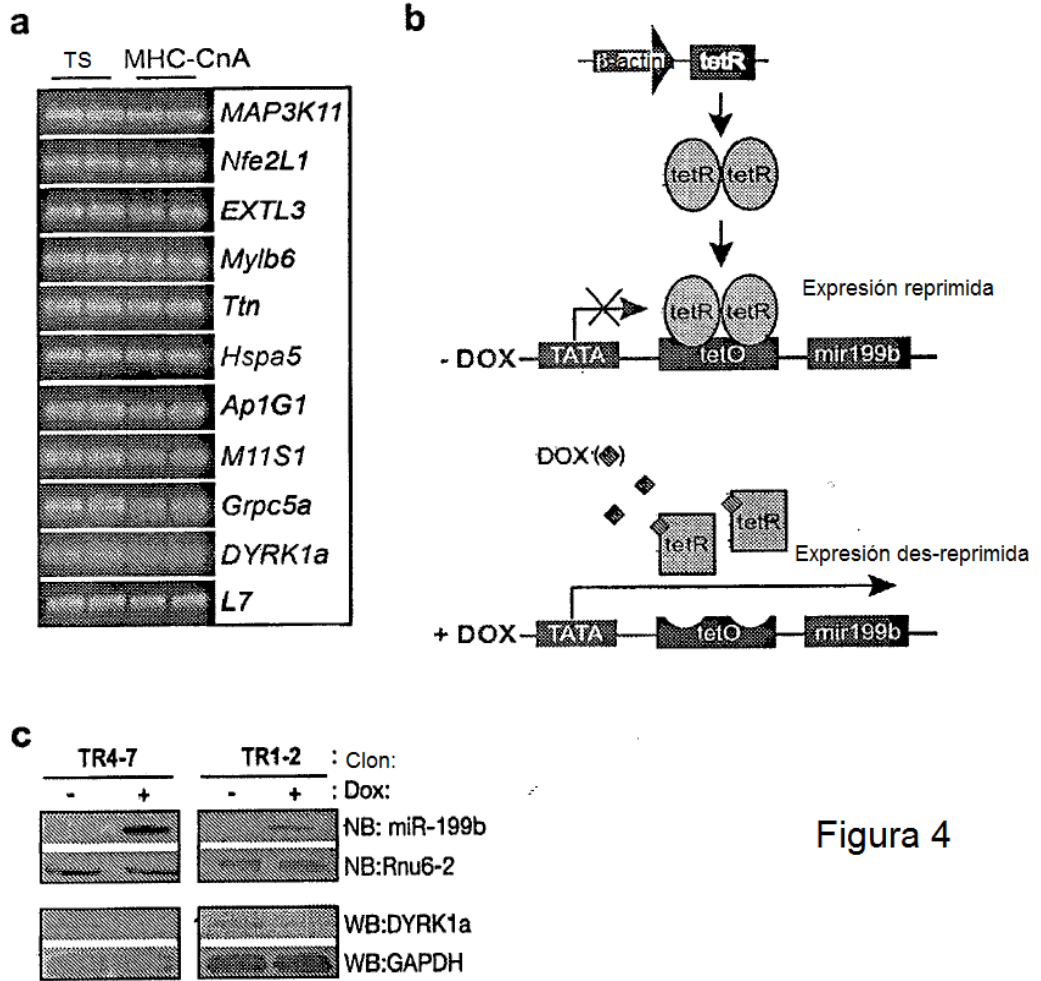 a
TS MHC-CnA
MAP3K11
Nfe2L1
EXTL3
Mylb6
Ttn
Hspa5
Ap1G1
M11S1
Grpc5a
DYRK1a
L7
b
β-actin tetR
tetR tetR
tetR tetR
Expresión reprimida
- DOX TATA tetO mir199b
DOX ( )
tetR tetR
Expresión des-reprimida
+ DOX TATA tetO mir199b
c
TR4-7 TR1-2 : Clon:
- + - + : Dox:
NB: miR-199b
NB:Rnu6-2
WB:DYRK1a
WB:GAPDH
Figura 4